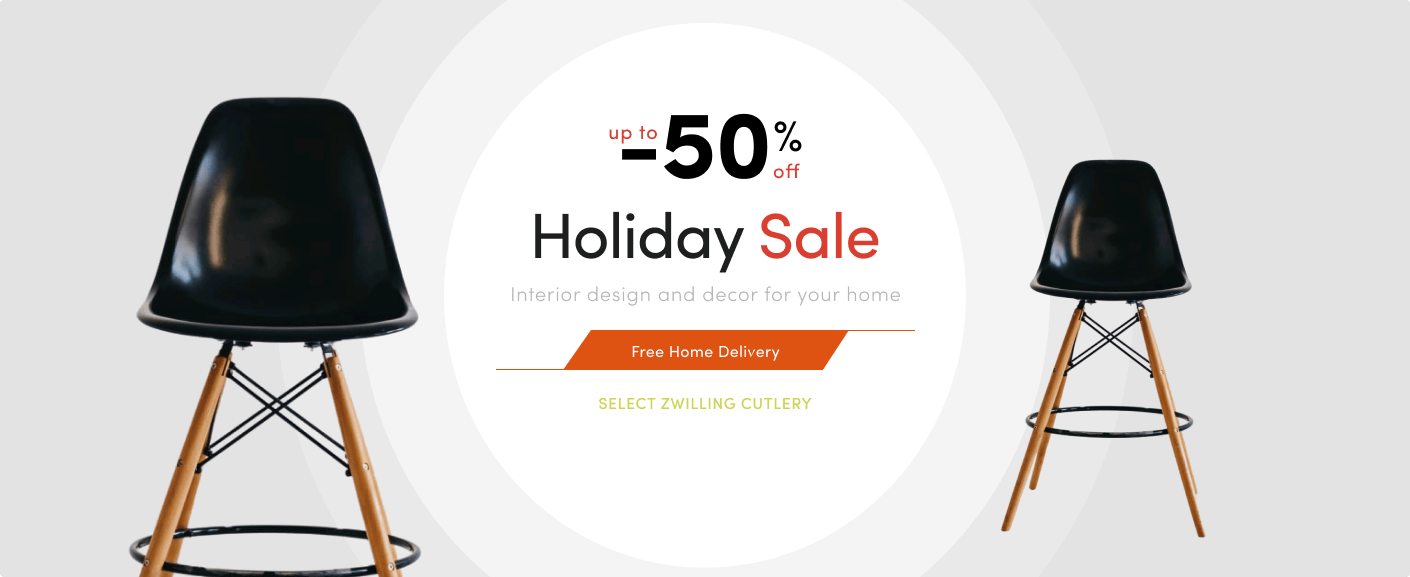 up to
-50%
off
Holiday Sale
Interior design and decor for your home
Free Home Delivery
SELECT ZWILLING CUTLERY